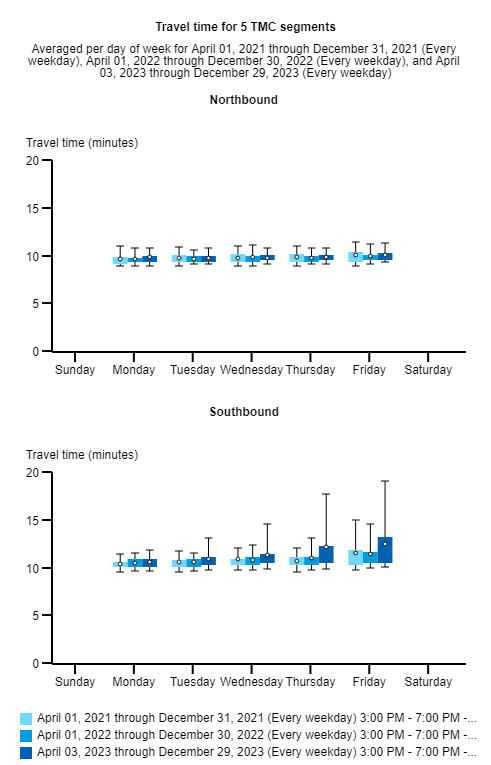 Travel time for 5 TMC segments
Averaged per day of week for April 01, 2021 through December 31, 2021 (Every
weekday), April 01, 2022 through December 30, 2022 (Every weekday), and April
03, 2023 through December 29, 2023 (Every weekday)
Northbound
Travel time (minutes)
20
15
10
5
0
Sunday Monday Tuesday Wednesday Thursday Friday Saturday
Southbound
Travel time (minutes)
20
15
10
5
0
Sunday Monday Tuesday Wednesday Thursday Friday Saturday
April 01, 2021 through December 31, 2021 (Every weekday) 3:00 PM - 7:00 PM -...
April 01, 2022 through December 30, 2022 (Every weekday) 3:00 PM - 7:00 PM -...
April 03, 2023 through December 29, 2023 (Every weekday) 3:00 PM - 7:00 PM -...